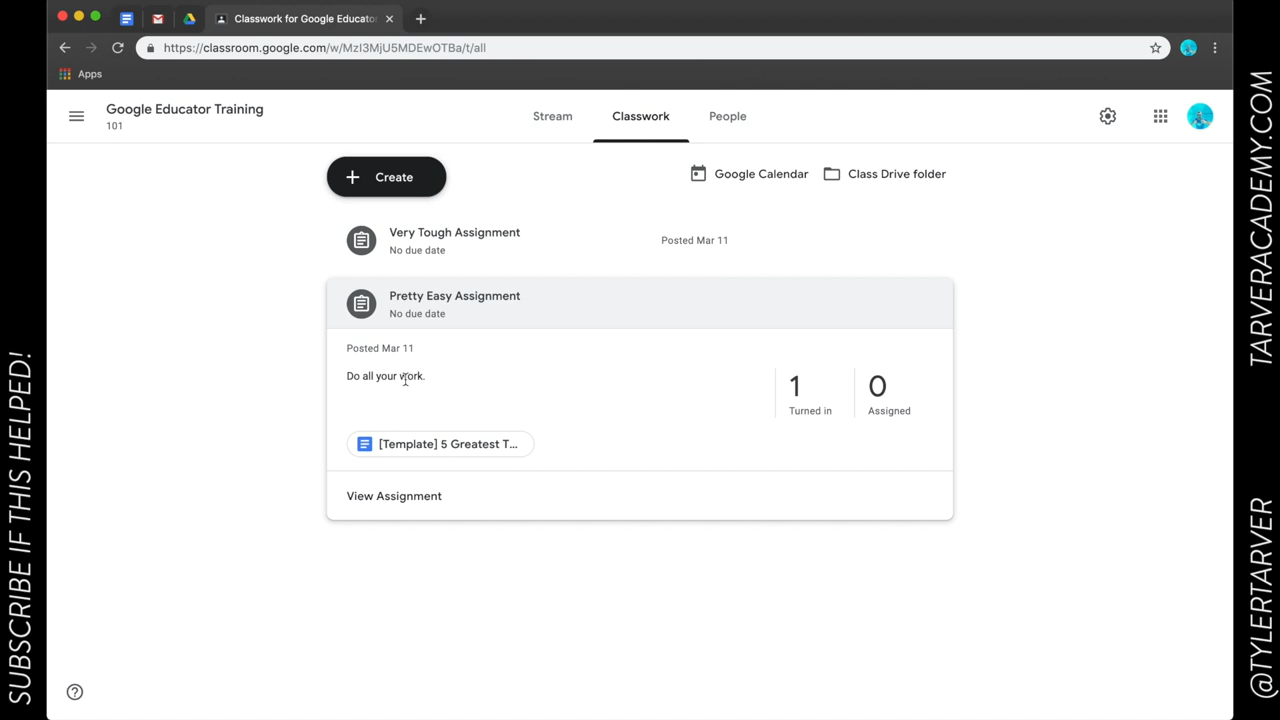 Classwork for Google Educator
https://classroom.google.com/w/MzI3MjU5MDEwOTBa/t/all
Apps
Google Educator Training
101
Stream
Classwork
People
Create
Google Calendar
Class Drive folder
Very Tough Assignment
No due date
Posted Mar 11
Pretty Easy Assignment
No due date
Posted Mar 11
Do all your work.
1
Turned in
0
Assigned
[Template] 5 Greatest T...
View Assignment
SUBSCRIBE IF THIS HELPED!
TARVERACADEMY.COM
@TYLERTARVER